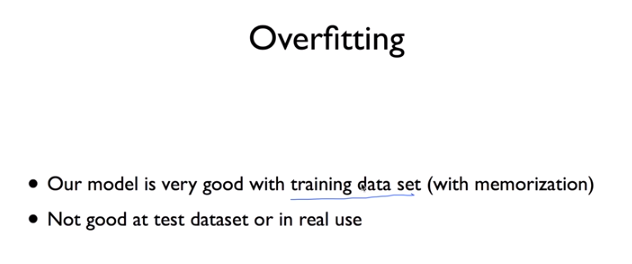 Overfitting
• Our model is very good with training data set (with memorization)
• Not good at test dataset or in real use